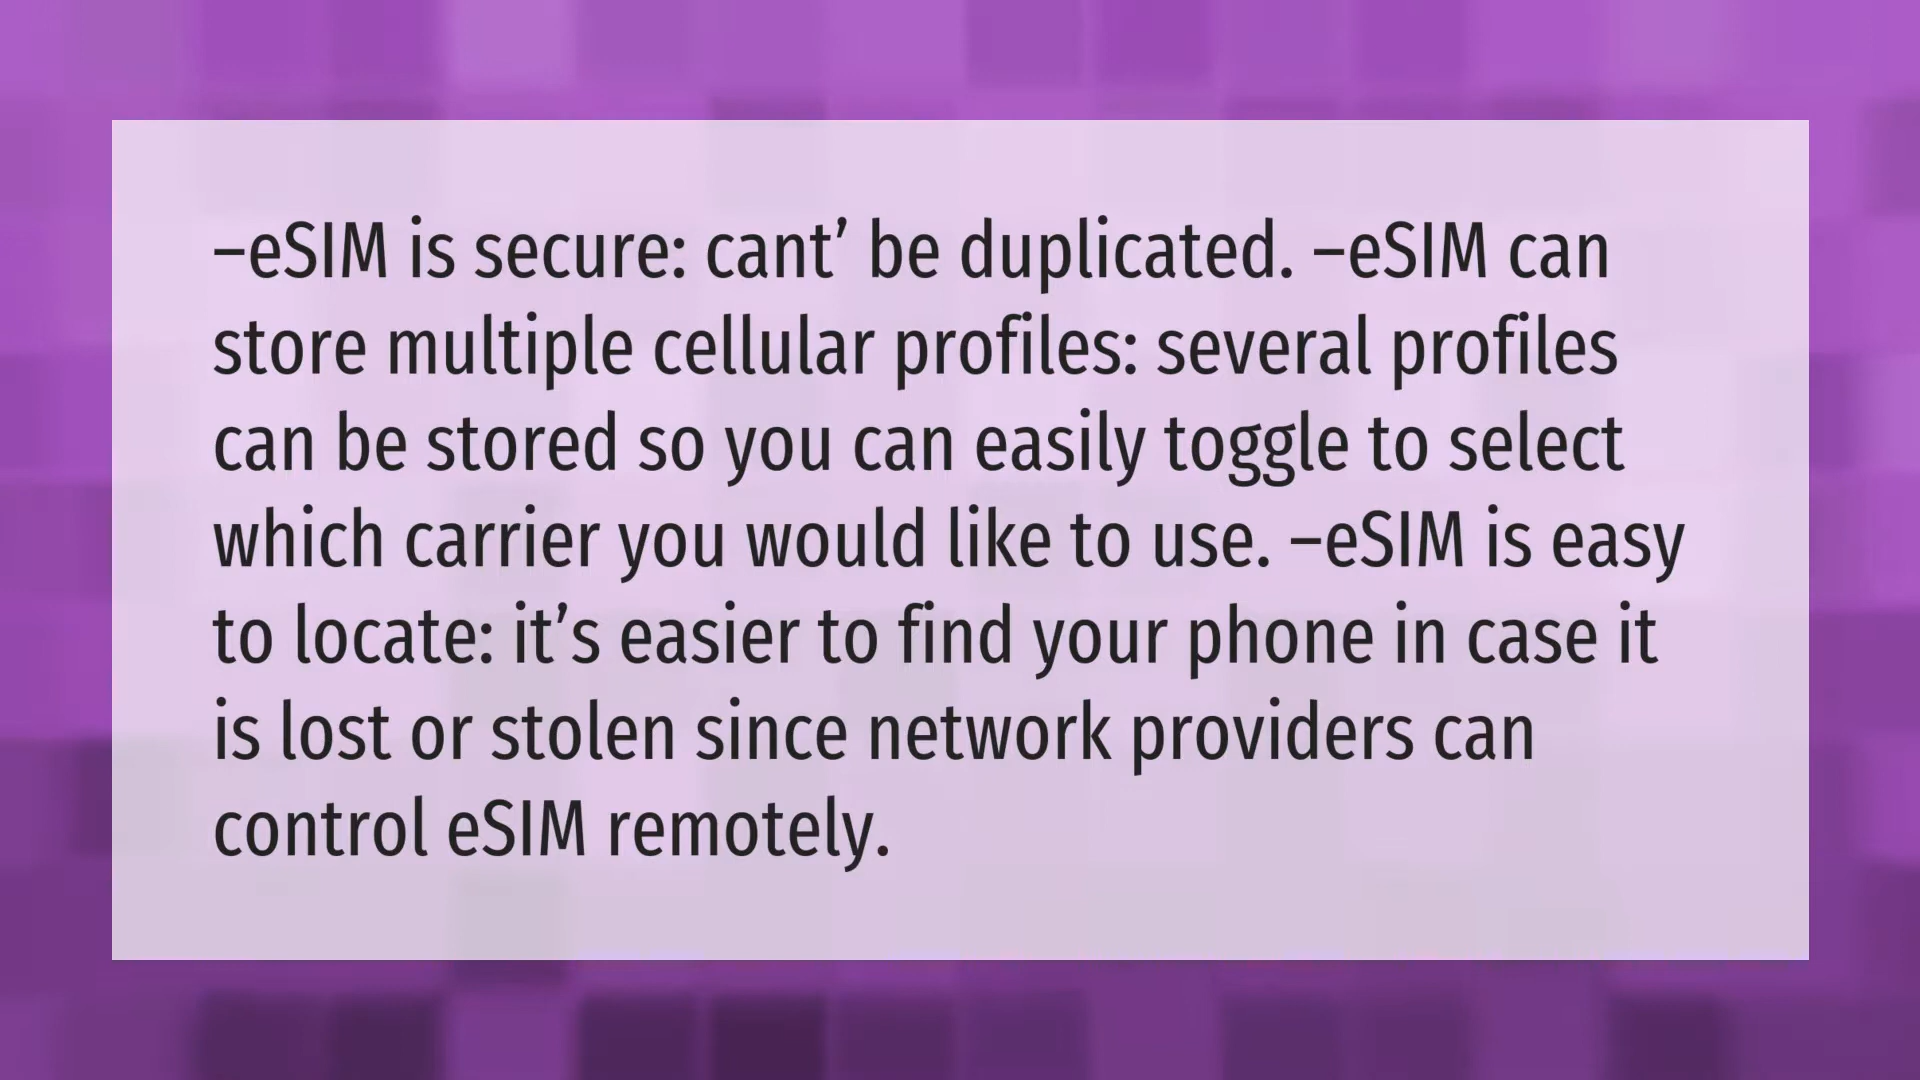 –eSIM is secure: cant’ be duplicated. –eSIM can
store multiple cellular profiles: several profiles
can be stored so you can easily toggle to select
which carrier you would like to use. –eSIM is easy
to locate: it’s easier to find your phone in case it
is lost or stolen since network providers can
control eSIM remotely.